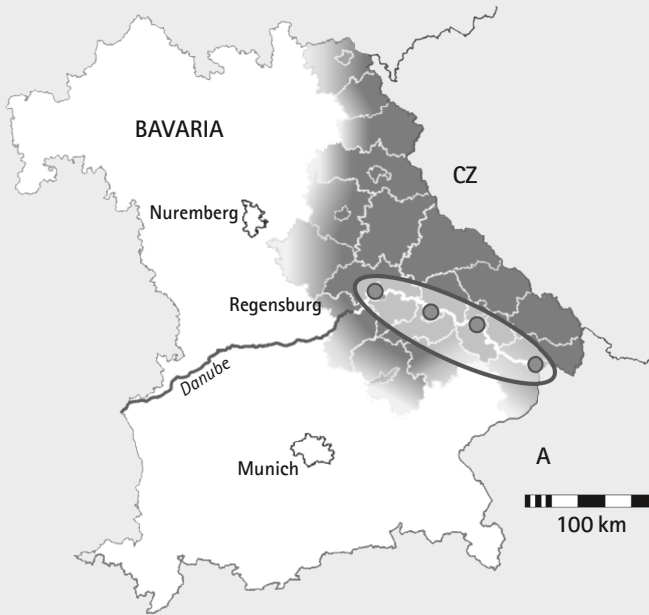 BAVARIA
CZ
Nuremberg
Regensburg
Danube
Munich
A
100 km